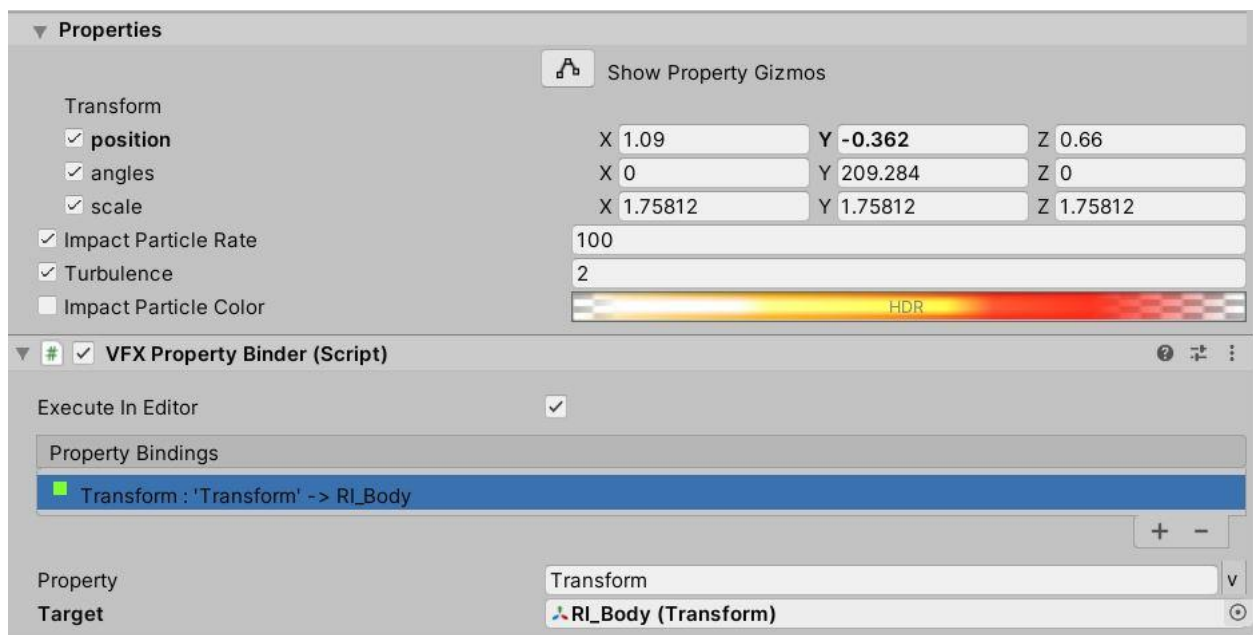 Properties
Show Property Gizmos
Transform
position X 1.09 Y -0.362 Z 0.66
angles X 0 Y 209.284 Z 0
scale X 1.75812 Y 1.75812 Z 1.75812
Impact Particle Rate 100
Turbulence 2
Impact Particle Color HDR
# VFX Property Binder (Script)
Execute In Editor
Property Bindings
Transform : 'Transform' -> RI_Body
+ -
Property Transform v
Target RI_Body (Transform)